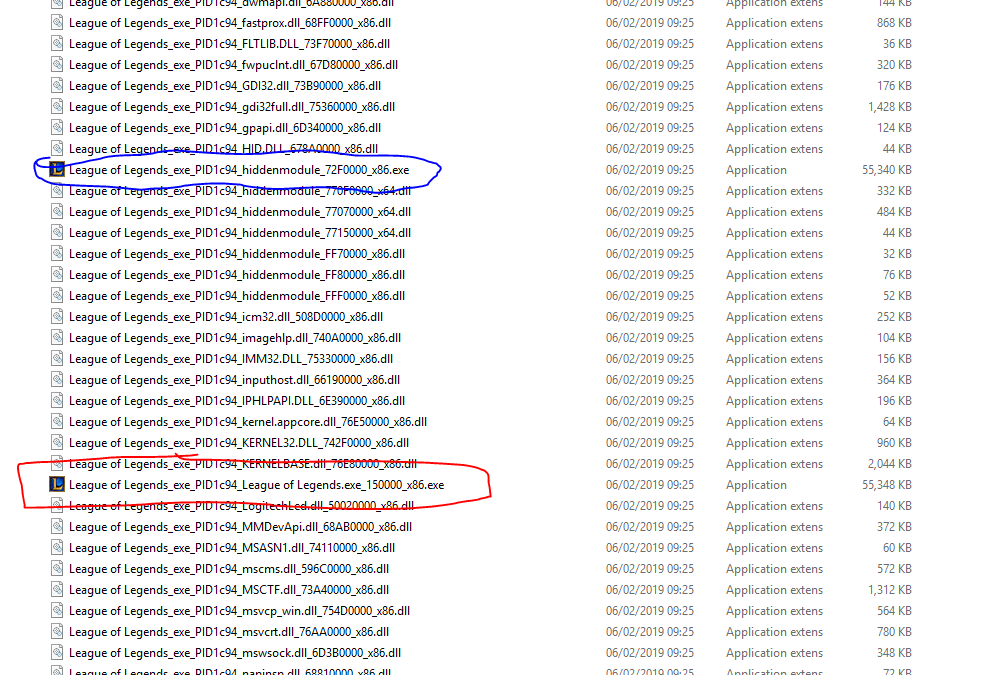 League of Legends_exe_PID1c94_dwmapi.dll_6A880000_x86.dll 06/02/2019 09:25 Application extens 144 KB
League of Legends_exe_PID1c94_fastprox.dll_68FF0000_x86.dll 06/02/2019 09:25 Application extens 868 KB
League of Legends_exe_PID1c94_FLTLIB.DLL_73F70000_x86.dll 06/02/2019 09:25 Application extens 36 KB
League of Legends_exe_PID1c94_fwpuclnt.dll_67D80000_x86.dll 06/02/2019 09:25 Application extens 320 KB
League of Legends_exe_PID1c94_GDI32.dll_73B90000_x86.dll 06/02/2019 09:25 Application extens 176 KB
League of Legends_exe_PID1c94_gdi32full.dll_75360000_x86.dll 06/02/2019 09:25 Application extens 1,428 KB
League of Legends_exe_PID1c94_gpapi.dll_6D340000_x86.dll 06/02/2019 09:25 Application extens 124 KB
League of Legends_exe_PID1c94_HID.DLL_678A0000_x86.dll 06/02/2019 09:25 Application extens 44 KB
League of Legends_exe_PID1c94_hiddenmodule_72F0000_x86.exe 06/02/2019 09:25 Application 55,340 KB
League of Legends_exe_PID1c94_hiddenmodule_770F0000_x64.dll 06/02/2019 09:25 Application extens 332 KB
League of Legends_exe_PID1c94_hiddenmodule_77070000_x64.dll 06/02/2019 09:25 Application extens 484 KB
League of Legends_exe_PID1c94_hiddenmodule_77150000_x64.dll 06/02/2019 09:25 Application extens 44 KB
League of Legends_exe_PID1c94_hiddenmodule_FF70000_x86.dll 06/02/2019 09:25 Application extens 32 KB
League of Legends_exe_PID1c94_hiddenmodule_FF80000_x86.dll 06/02/2019 09:25 Application extens 76 KB
League of Legends_exe_PID1c94_hiddenmodule_FFF0000_x86.dll 06/02/2019 09:25 Application extens 52 KB
League of Legends_exe_PID1c94_icm32.dll_508D0000_x86.dll 06/02/2019 09:25 Application extens 252 KB
League of Legends_exe_PID1c94_imagehlp.dll_740A0000_x86.dll 06/02/2019 09:25 Application extens 104 KB
League of Legends_exe_PID1c94_IMM32.DLL_75330000_x86.dll 06/02/2019 09:25 Application extens 156 KB
League of Legends_exe_PID1c94_inputhost.dll_66190000_x86.dll 06/02/2019 09:25 Application extens 364 KB
League of Legends_exe_PID1c94_IPHLPAPI.DLL_6E390000_x86.dll 06/02/2019 09:25 Application extens 196 KB
League of Legends_exe_PID1c94_kernel.appcore.dll_76E50000_x86.dll 06/02/2019 09:25 Application extens 64 KB
League of Legends_exe_PID1c94_KERNEL32.DLL_742F0000_x86.dll 06/02/2019 09:25 Application extens 960 KB
League of Legends_exe_PID1c94_KERNELBASE.dll_76E80000_x86.dll 06/02/2019 09:25 Application extens 2,044 KB
League of Legends_exe_PID1c94_League of Legends.exe_150000_x86.exe 06/02/2019 09:25 Application 55,348 KB
League of Legends_exe_PID1c94_LogitechLcd.dll_50020000_x86.dll 06/02/2019 09:25 Application extens 140 KB
League of Legends_exe_PID1c94_MMDevApi.dll_68AB0000_x86.dll 06/02/2019 09:25 Application extens 372 KB
League of Legends_exe_PID1c94_MSASN1.dll_74110000_x86.dll 06/02/2019 09:25 Application extens 60 KB
League of Legends_exe_PID1c94_mscms.dll_596C0000_x86.dll 06/02/2019 09:25 Application extens 572 KB
League of Legends_exe_PID1c94_MSCTF.dll_73A40000_x86.dll 06/02/2019 09:25 Application extens 1,312 KB
League of Legends_exe_PID1c94_msvcp_win.dll_754D0000_x86.dll 06/02/2019 09:25 Application extens 564 KB
League of Legends_exe_PID1c94_msvcrt.dll_76AA0000_x86.dll 06/02/2019 09:25 Application extens 780 KB
League of Legends_exe_PID1c94_mswsock.dll_6D3B0000_x86.dll 06/02/2019 09:25 Application extens 348 KB
League of Legends_exe_PID1c94_napinsp.dll_68810000_x86.dll 06/02/2019 09:25 Application extens 72 KB